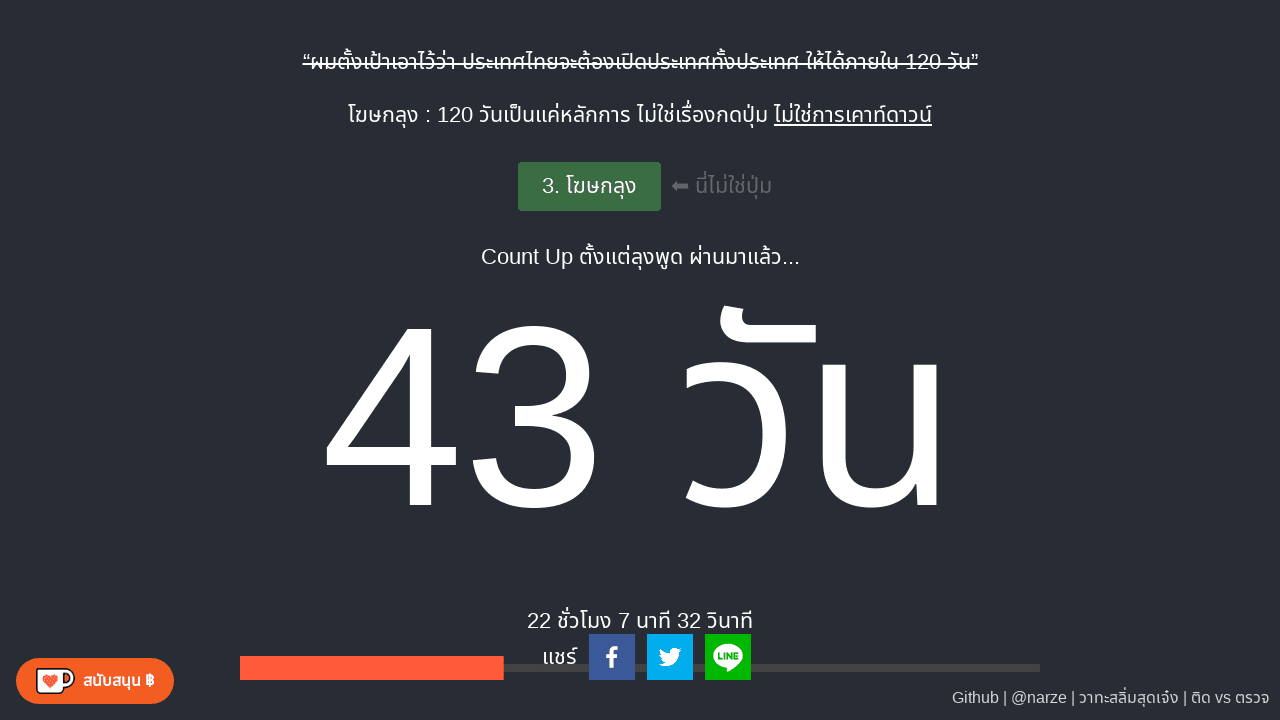 “ผมตั้งเป้าเอาไว้ว่า ประเทศไทยจะต้องเปิดประเทศทั้งประเทศ ให้ได้ภายใน 120 วัน”
โฆษกลุง : 120 วันเป็นแค่หลักการ ไม่ใช่เรื่องกดปุ่ม ไม่ใช่การเคาท์ดาวน์
3. โฆษกลุง ⬅ นี่ไม่ใช่ปุ่ม
Count Up ตั้งแต่ลุงพูด ผ่านมาแล้ว...
43 วัน
22 ชั่วโมง 7 นาที 32 วินาที
แชร์
LINE
สนับสนุน ฿
Github | @narze | วาทะสลิ่มสุดเจ๋ง | ติด vs ตรวจ